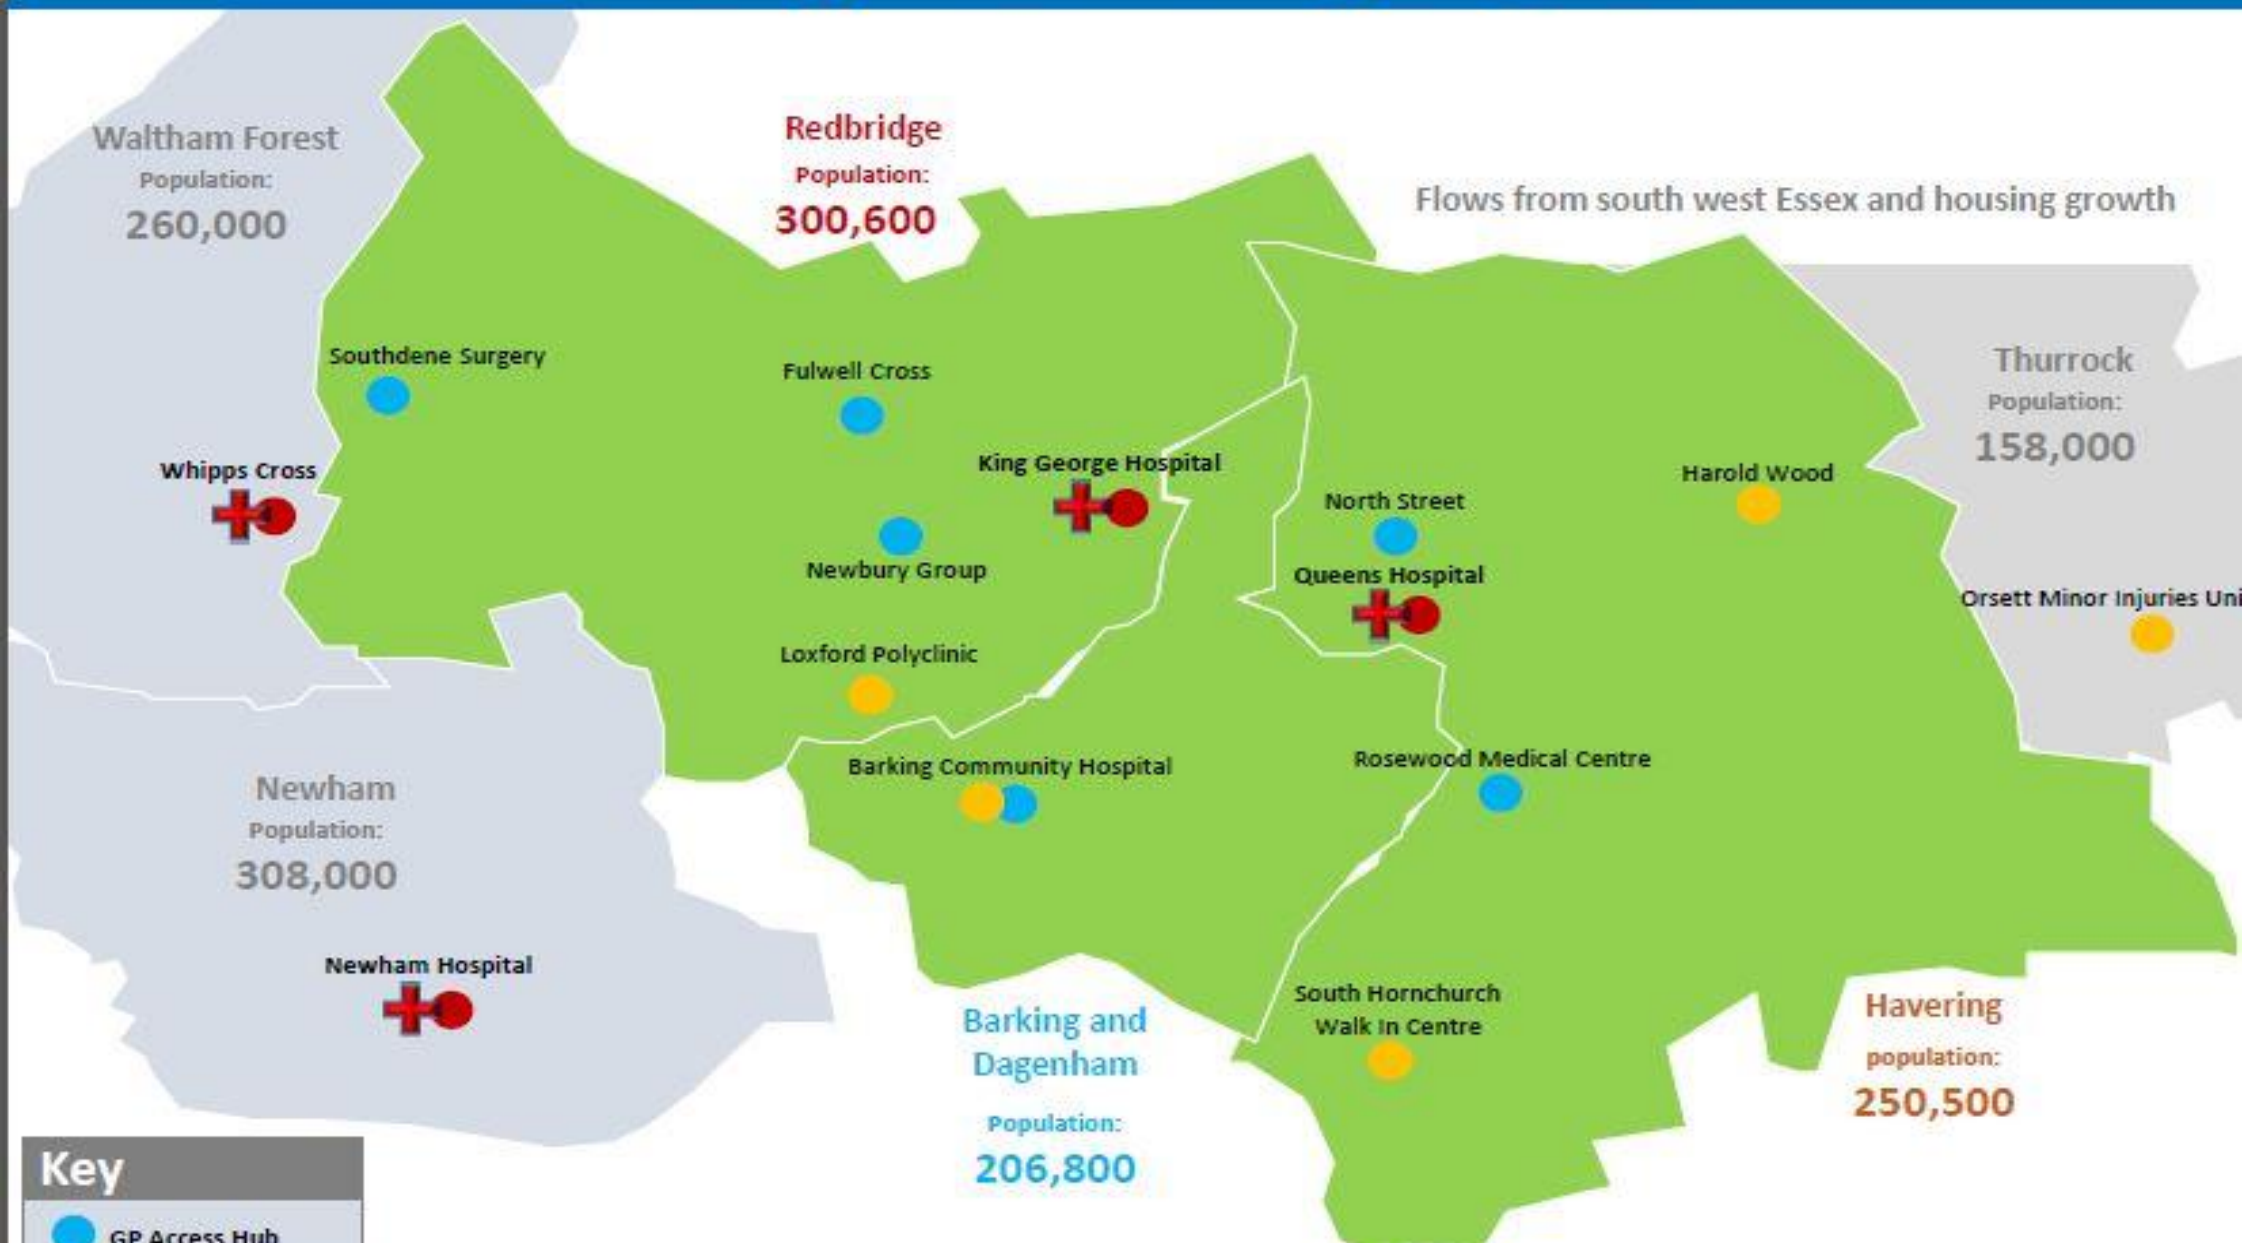 Waltham Forest
Population:
260,000
Redbridge
Population:
300,600
Flows from south west Essex and housing growth
Thurrock
Population:
158,000
Southdene Surgery
Fulwell Cross
Whipps Cross
King George Hospital
North Street
Harold Wood
Newbury Group
Queens Hospital
Orsett Minor Injuries Uni
Loxford Polyclinic
Barking Community Hospital
Rosewood Medical Centre
Newham
Population:
308,000
Newham Hospital
South Hornchurch
Walk In Centre
Barking and
Dagenham
Population:
206,800
Havering
population:
250,500
Key
GP Access Hub